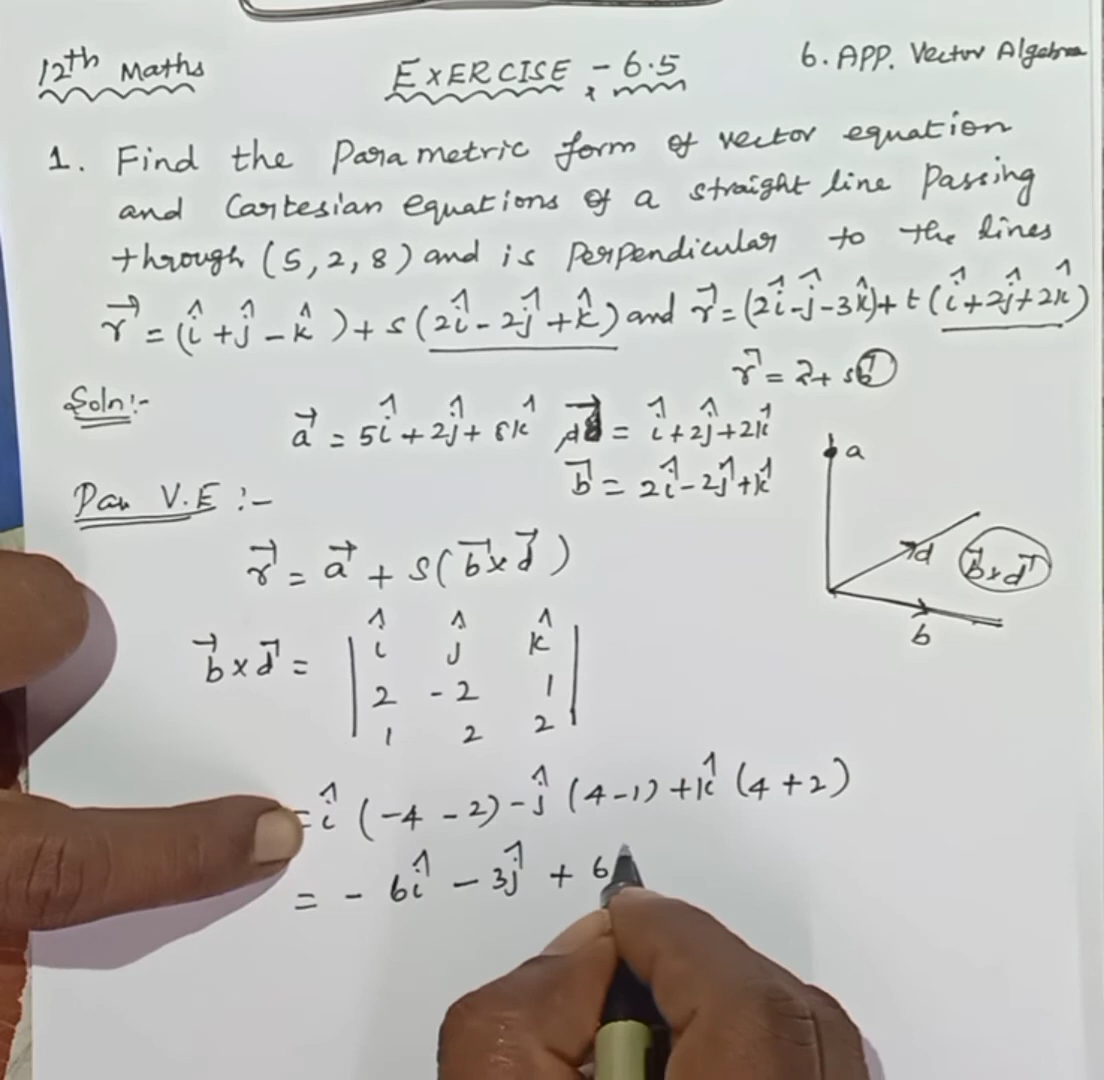 12th Maths EXERCISE - 6.5 6. APP. Vector Algebra
1. Find the Parametric form of vector equation
and Cartesian equations of a straight line Passing
through (5, 2, 8) and is Perpendicular to the lines
r⃗ = (î + ĵ - k̂) + s(2î - 2ĵ + k̂) and r⃗ = (2î - ĵ - 3k̂) + t(î + 2ĵ + 2k̂)
Soln:-
a⃗ = 5î + 2ĵ + 8k̂ d⃗ = î + 2ĵ + 2k̂
b⃗ = 2î - 2ĵ + k̂
a
Par V.E :-
r⃗ = a⃗ + s(b⃗ x d⃗)
d b⃗ x d⃗
b
b⃗ x d⃗ = | î ĵ k̂ |
2 -2 1
1 2 2
= î (-4 - 2) - ĵ (4 - 1) + k̂ (4 + 2)
= - 6î - 3ĵ + 6